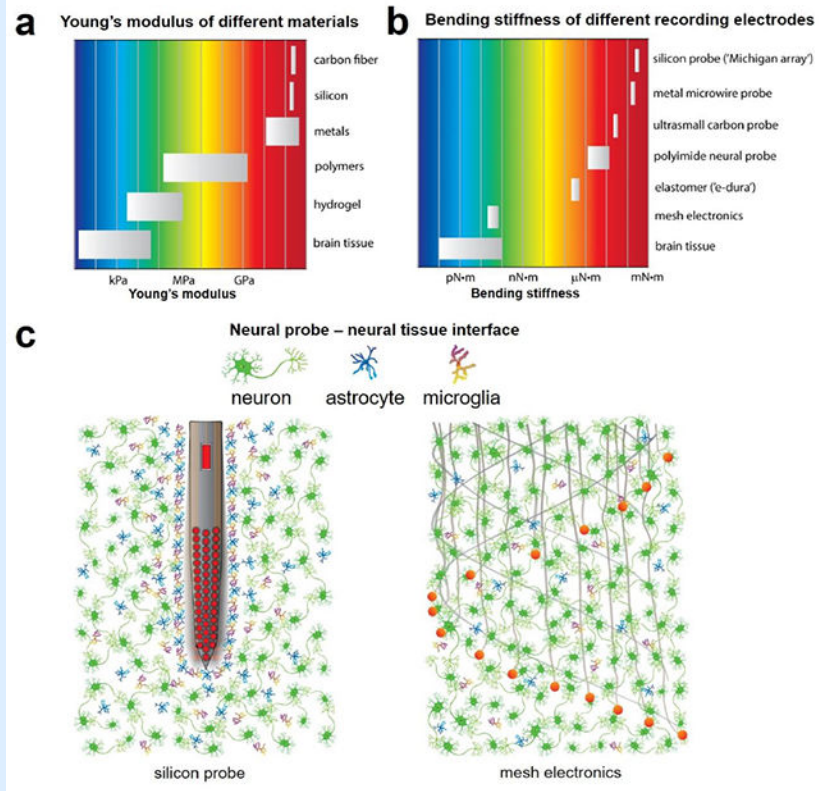 a
Young's modulus of different materials
carbon fiber
silicon
metals
polymers
hydrogel
brain tissue
kPa MPa GPa
Young's modulus
b
Bending stiffness of different recording electrodes
silicon probe ('Michigan array')
metal microwire probe
ultrasmall carbon probe
polyimide neural probe
elastomer ('e-dura')
mesh electronics
brain tissue
pN•m nN•m μN•m mN•m
Bending stiffness
c
Neural probe – neural tissue interface
neuron astrocyte microglia
silicon probe
mesh electronics